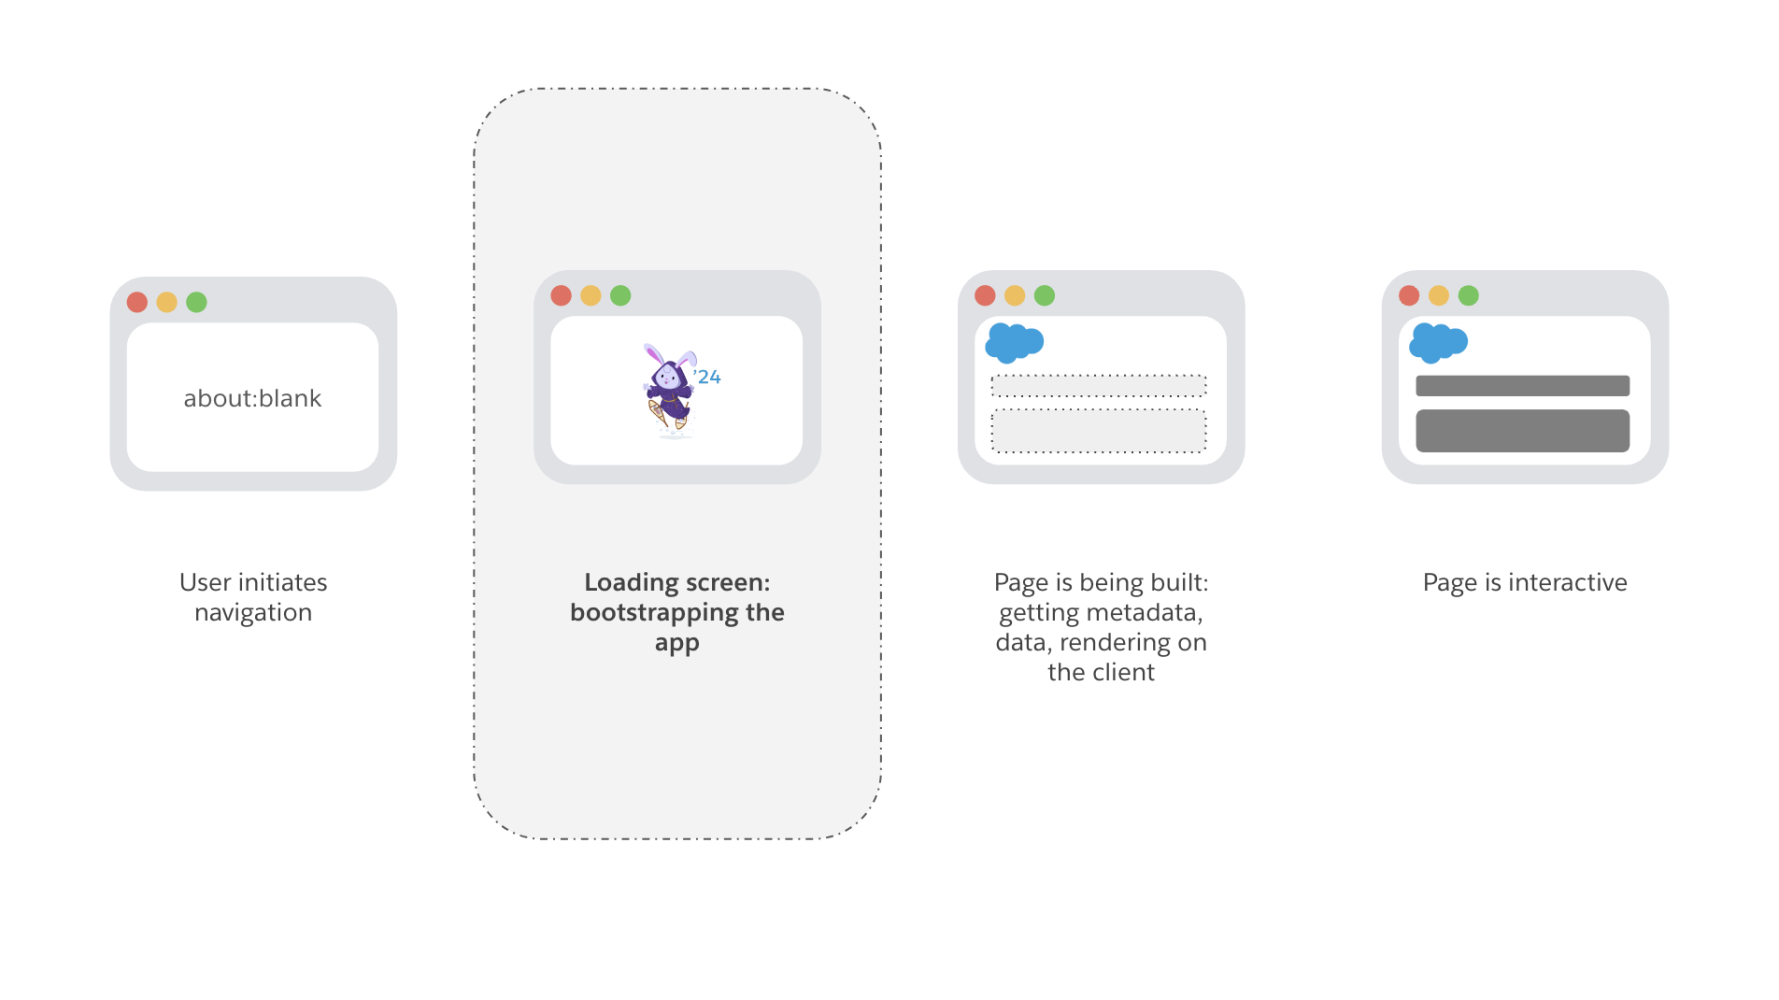 about:blank
’24
User initiates
navigation
Loading screen:
bootstrapping the
app
Page is being built:
getting metadata,
data, rendering on
the client
Page is interactive